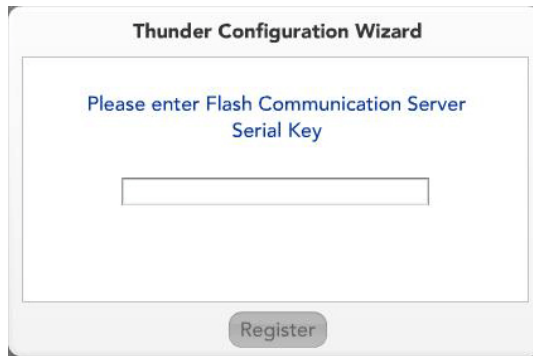 Thunder Configuration Wizard
Please enter Flash Communication Server
Serial Key
Register